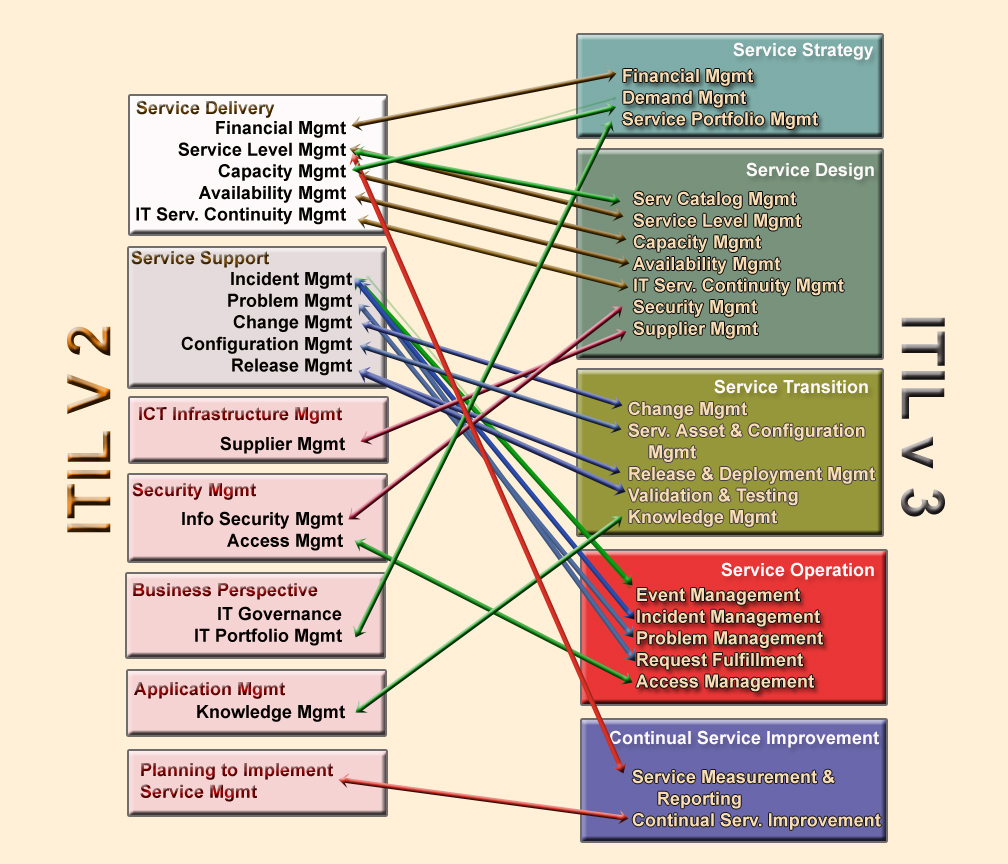 ITIL V 2
Service Delivery
Financial Mgmt
Service Level Mgmt
Capacity Mgmt
Availability Mgmt
IT Serv. Continuity Mgmt
Service Support
Incident Mgmt
Problem Mgmt
Change Mgmt
Configuration Mgmt
Release Mgmt
ICT Infrastructure Mgmt
Supplier Mgmt
Security Mgmt
Info Security Mgmt
Access Mgmt
Business Perspective
IT Governance
IT Portfolio Mgmt
Application Mgmt
Knowledge Mgmt
Planning to Implement
Service Mgmt
Service Strategy
Financial Mgmt
Demand Mgmt
Service Portfolio Mgmt
Service Design
Serv Catalog Mgmt
Service Level Mgmt
Capacity Mgmt
Availability Mgmt
IT Serv. Continuity Mgmt
Security Mgmt
Supplier Mgmt
Service Transition
Change Mgmt
Serv. Asset & Configuration
Mgmt
Release & Deployment Mgmt
Validation & Testing
Knowledge Mgmt
Service Operation
Event Management
Incident Management
Problem Management
Request Fulfillment
Access Management
Continual Service Improvement
Service Measurement &
Reporting
Continual Serv. Improvement
ITIL v 3